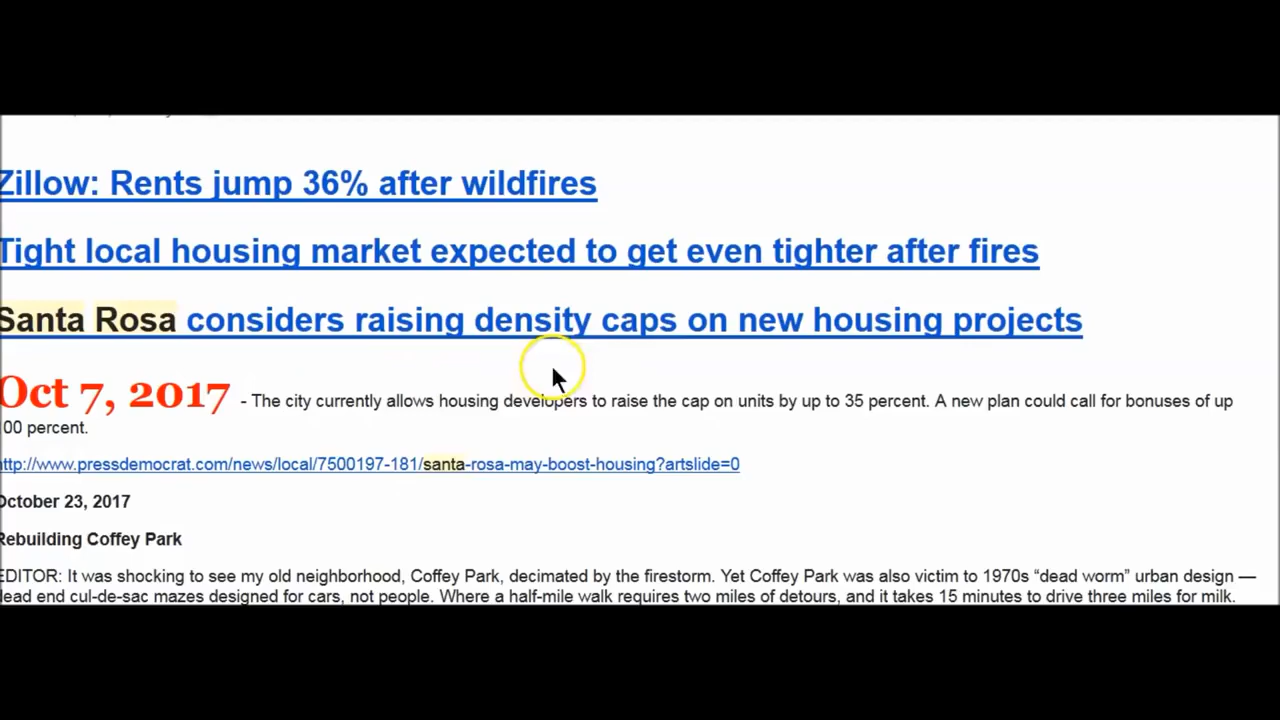 Zillow: Rents jump 36% after wildfires
Tight local housing market expected to get even tighter after fires
Santa Rosa considers raising density caps on new housing projects
Oct 7, 2017 - The city currently allows housing developers to raise the cap on units by up to 35 percent. A new plan could call for bonuses of up
00 percent.
http://www.pressdemocrat.com/news/local/7500197-181/santa-rosa-may-boost-housing?artslide=0
October 23, 2017
Rebuilding Coffey Park
EDITOR: It was shocking to see my old neighborhood, Coffey Park, decimated by the firestorm. Yet Coffey Park was also victim to 1970s “dead worm” urban design —
dead end cul-de-sac mazes designed for cars, not people. Where a half-mile walk requires two miles of detours, and it takes 15 minutes to drive three miles for milk.